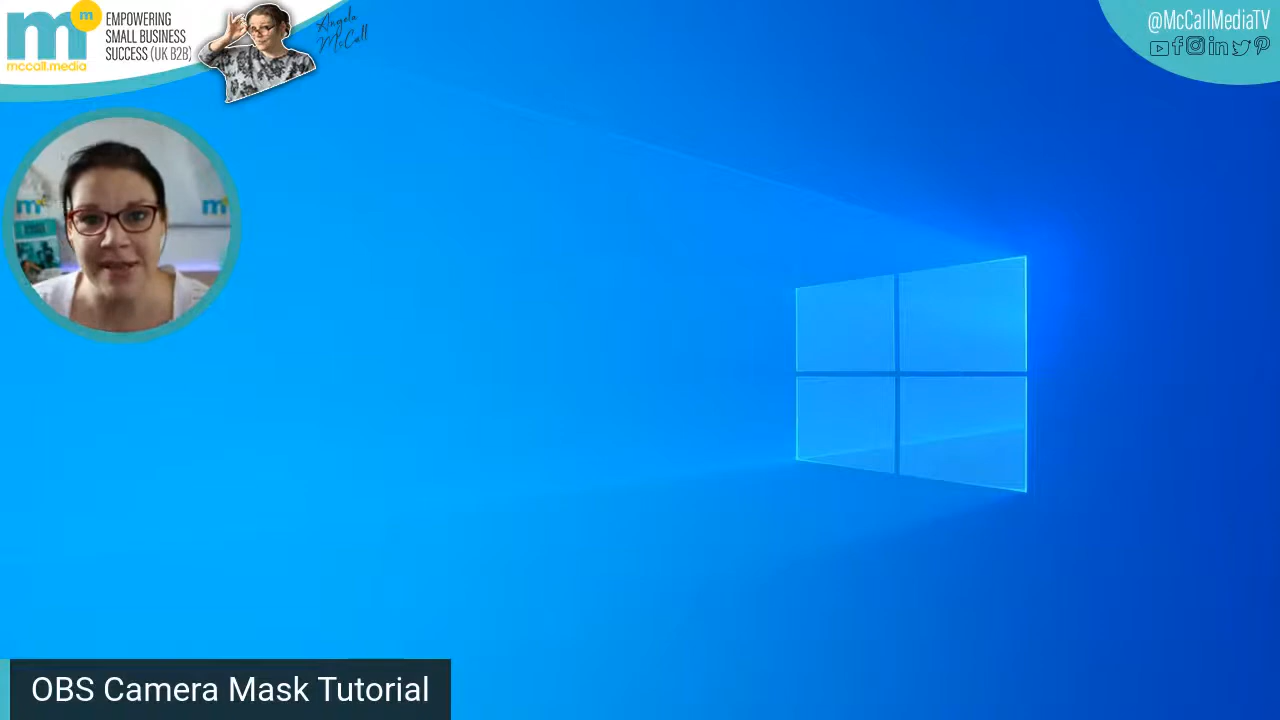 m
m
mccall.media
EMPOWERING
SMALL BUSINESS
SUCCESS (UK B2B)
Angela
McCall
@McCallMediaTV
m
m
OBS Camera Mask Tutorial